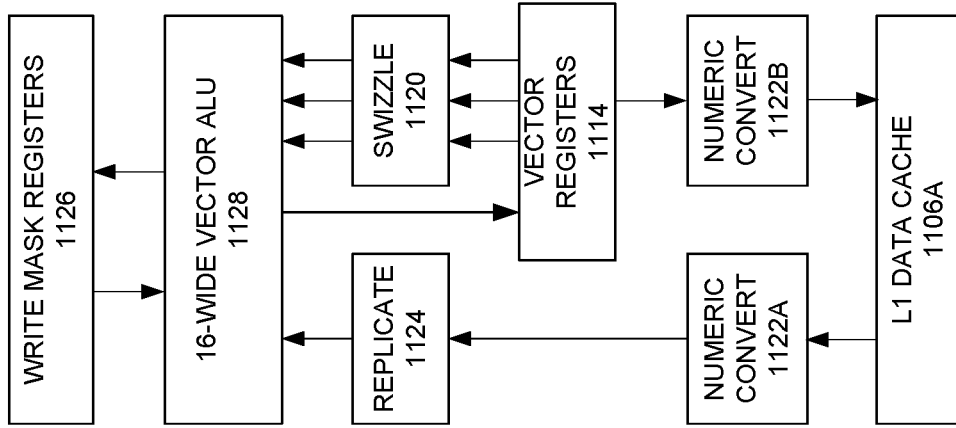 WRITE MASK REGISTERS
1126
16-WIDE VECTOR ALU
1128
REPLICATE
1124
SWIZZLE
1120
VECTOR
REGISTERS
1114
NUMERIC
CONVERT
1122A
NUMERIC
CONVERT
1122B
L1 DATA CACHE
1106A